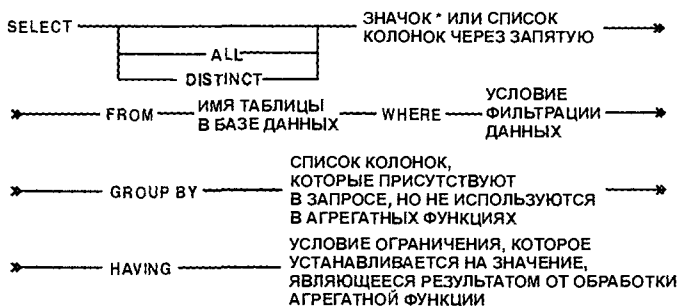 SELECT
ALL
DISTINCT
ЗНАЧОК * ИЛИ СПИСОК
КОЛОНОК ЧЕРЕЗ ЗАПЯТУЮ
FROM
ИМЯ ТАБЛИЦЫ
В БАЗЕ ДАННЫХ
WHERE
УСЛОВИЕ
ФИЛЬТРАЦИИ
ДАННЫХ
GROUP BY
СПИСОК КОЛОНОК,
КОТОРЫЕ ПРИСУТСТВУЮТ
В ЗАПРОСЕ, НО НЕ ИСПОЛЬЗУЮТСЯ
В АГРЕГАТНЫХ ФУНКЦИЯХ
HAVING
УСЛОВИЕ ОГРАНИЧЕНИЯ, КОТОРОЕ
УСТАНАВЛИВАЕТСЯ НА ЗНАЧЕНИЕ,
ЯВЛЯЮЩЕЕСЯ РЕЗУЛЬТАТОМ ОТ ОБРАБОТКИ
АГРЕГАТНОЙ ФУНКЦИИ